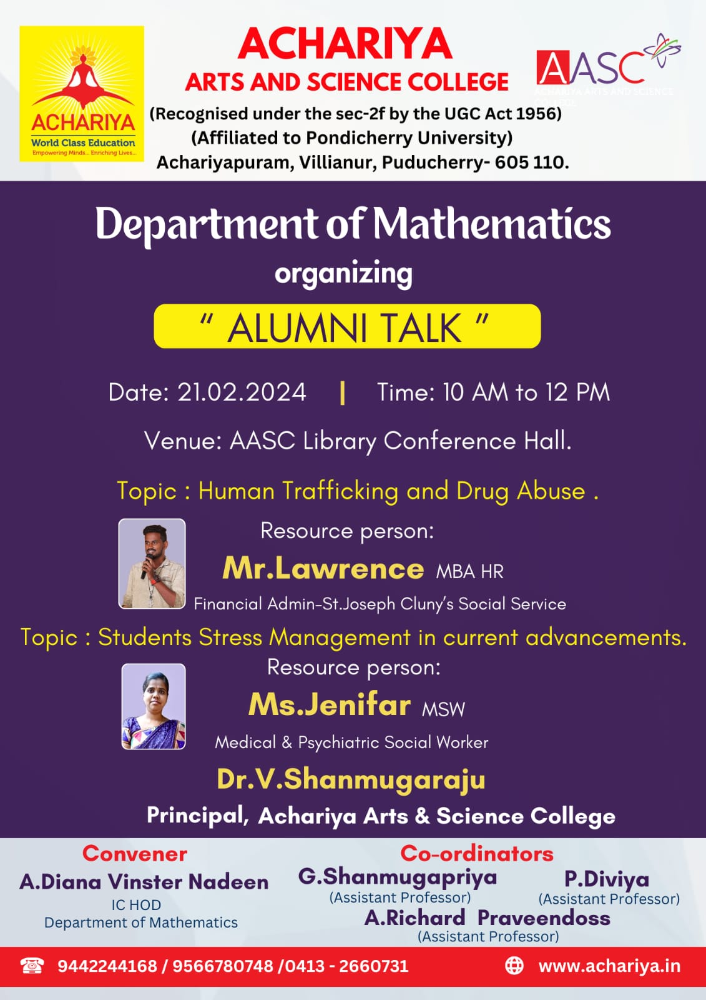 ACHARIYA
World Class Education
Empowering Minds... Enriching Lives...
ACHARIYA
ARTS AND SCIENCE COLLEGE
(Recognised under the sec-2f by the UGC Act 1956)
(Affiliated to Pondicherry University)
Achariyapuram, Villianur, Puducherry- 605 110.
AASC
ACHARIYA ARTS AND SCIENCE
COLLEGE
Department of Mathematics
organizing
“ ALUMNI TALK ”
Date: 21.02.2024 | Time: 10 AM to 12 PM
Venue: AASC Library Conference Hall.
Topic : Human Trafficking and Drug Abuse .
Resource person:
Mr.Lawrence MBA HR
Financial Admin-St.Joseph Cluny’s Social Service
Topic : Students Stress Management in current advancements.
Resource person:
Ms.Jenifar MSW
Medical & Psychiatric Social Worker
Dr.V.Shanmugaraju
Principal, Achariya Arts & Science College
Convener
A.Diana Vinster Nadeen
IC HOD
Department of Mathematics
Co-ordinators
G.Shanmugapriya P.Diviya
(Assistant Professor) (Assistant Professor)
A.Richard Praveendoss
(Assistant Professor)
9442244168 / 9566780748 /0413 - 2660731 www.achariya.in